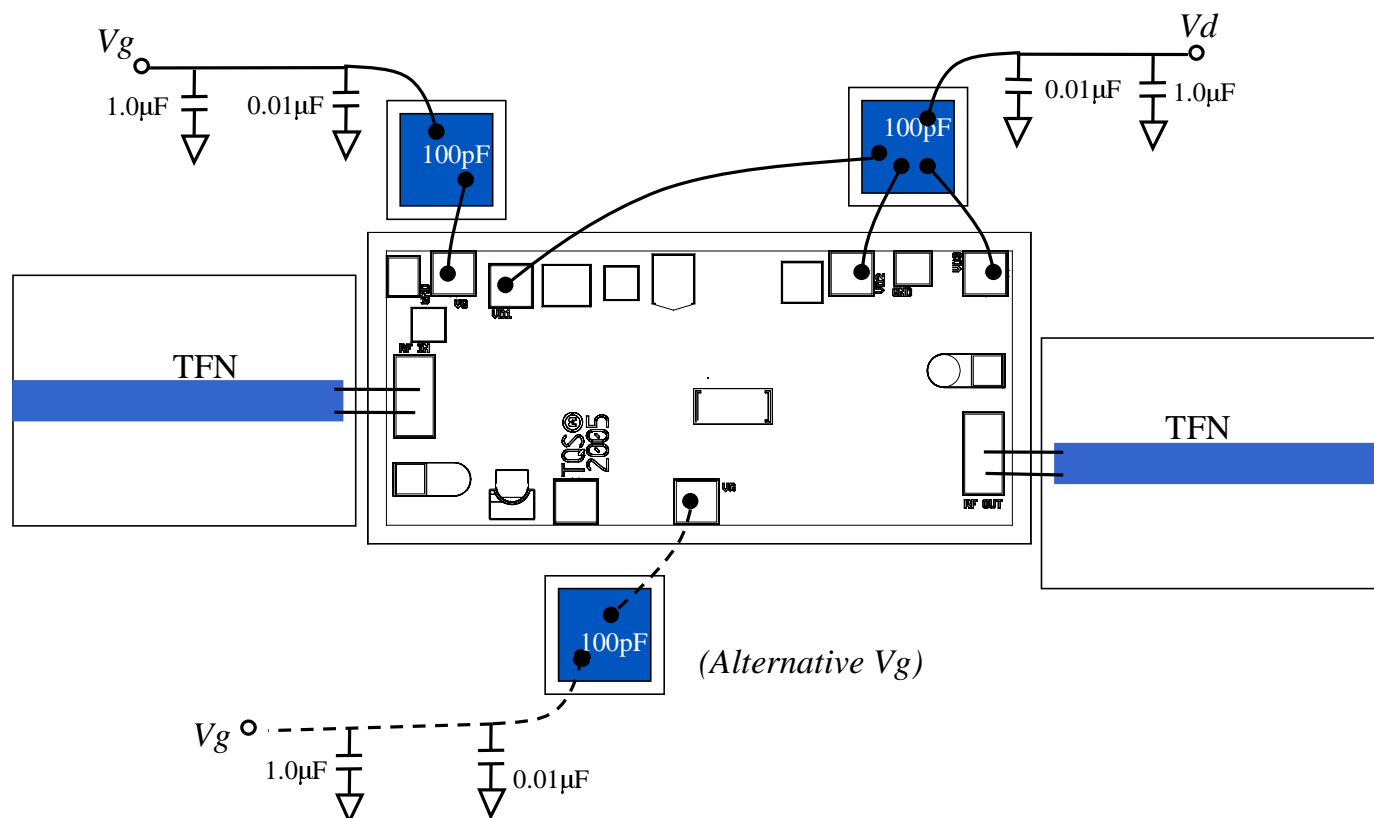 Vg
Vd
1.0µF
0.01µF
0.01µF
1.0µF
100pF
100pF
VG
VD1
VD2
GND
VD3
RF IN
TFN
TFN
TQS®
2005
VG
RF OUT
100pF
(Alternative Vg)
Vg
1.0µF
0.01µF